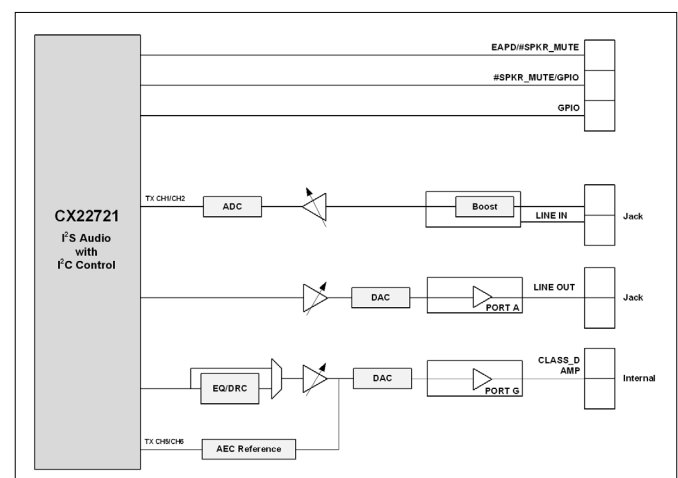 EAPD/#SPKR_MUTE
#SPKR_MUTE/GPIO
GPIO
CX22721
I²S Audio
with
I²C Control
TX CH1/CH2
ADC
Boost
LINE IN
Jack
DAC
PORT A
LINE OUT
Jack
EQ/DRC
DAC
PORT G
CLASS_D
AMP
Internal
TX CH5/CH6
AEC Reference